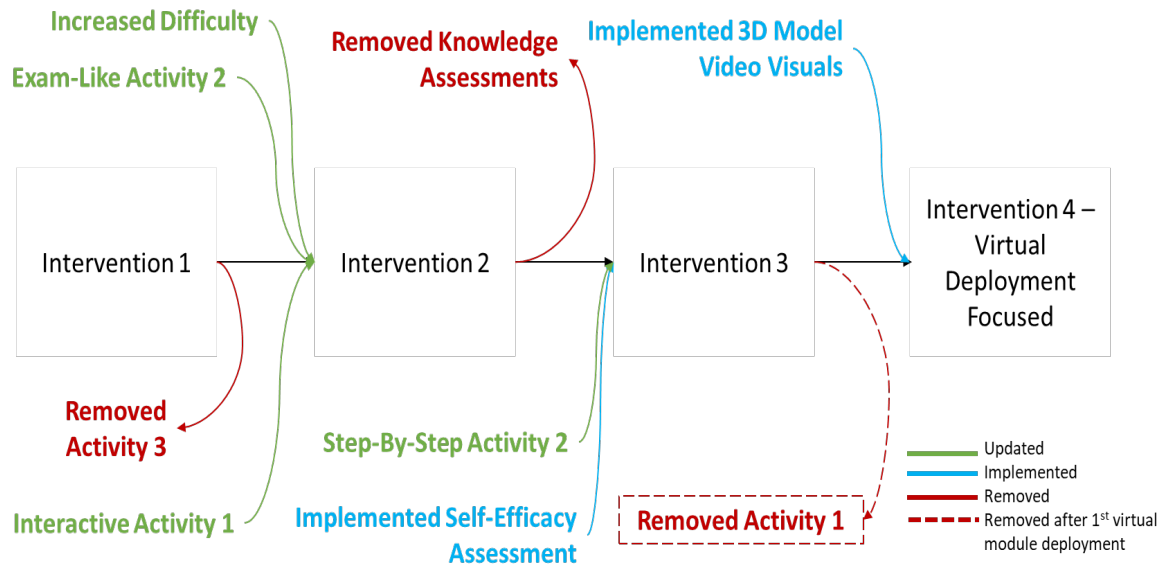 Increased Difficulty
Exam-Like Activity 2
Removed Knowledge
Assessments
Implemented 3D Model
Video Visuals
Intervention 1
Intervention 2
Intervention 3
Intervention 4 –
Virtual
Deployment
Focused
Removed
Activity 3
Interactive Activity 1
Step-By-Step Activity 2
Implemented Self-Efficacy
Assessment
Removed Activity 1
Updated
Implemented
Removed
Removed after 1st virtual
module deployment